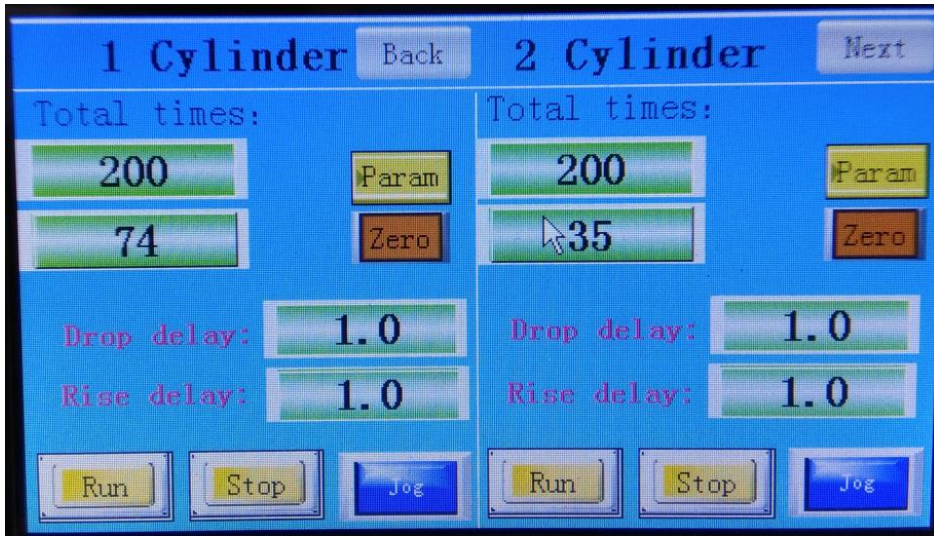 1 Cylinder Back
Total times:
200
Param
74
Zero
Drop delay: 1.0
Rise delay: 1.0
Run Stop Jog
2 Cylinder Next
Total times:
200
Param
35
Zero
Drop delay: 1.0
Rise delay: 1.0
Run Stop Jog